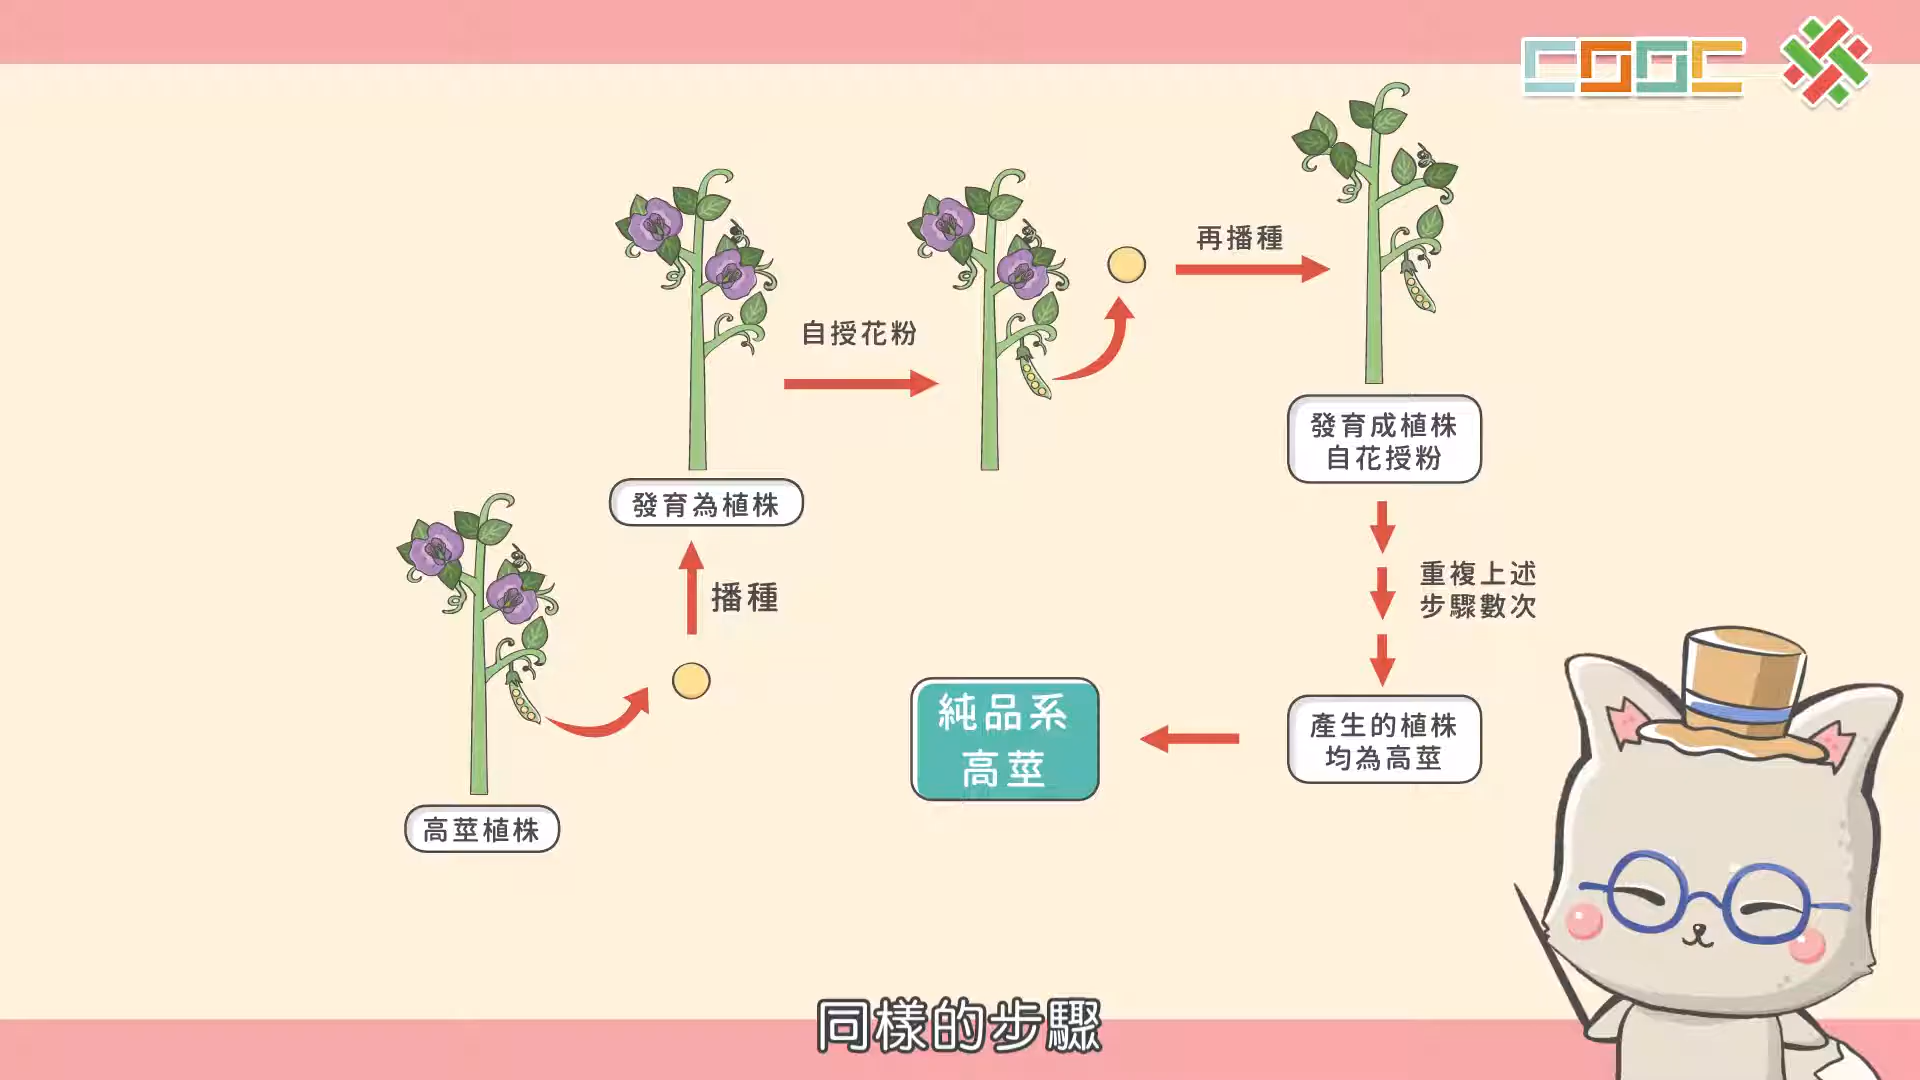 COOC
再播種
自授花粉
發育成植株
自花授粉
發育為植株
播種
重複上述
步驟數次
純品系
高莖
產生的植株
均為高莖
高莖植株
同樣的步驟